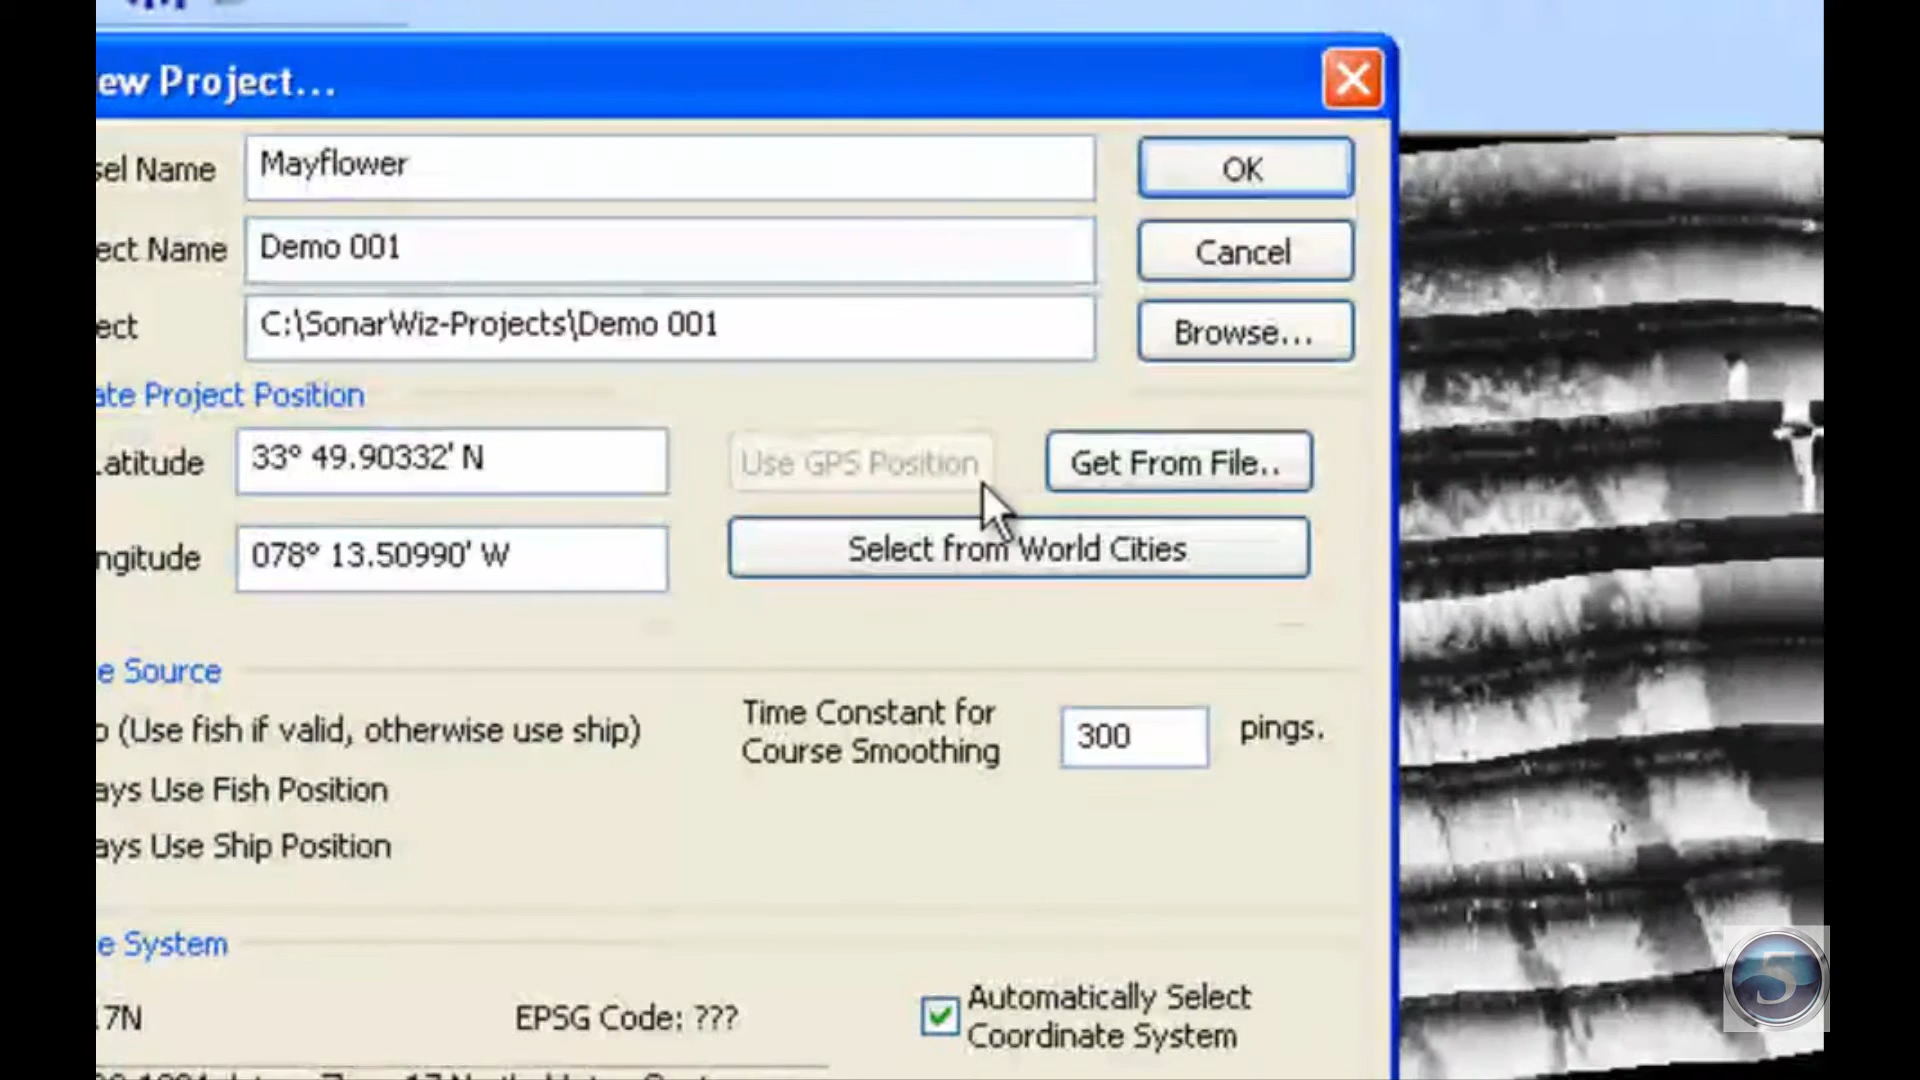 ew Project...
sel Name Mayflower OK
ect Name Demo 001 Cancel
ect C:\SonarWiz-Projects\Demo 001 Browse...
ate Project Position
Latitude 33° 49.90332' N Use GPS Position Get From File..
ngitude 078° 13.50990' W Select from World Cities
e Source
o (Use fish if valid, otherwise use ship)
Time Constant for
Course Smoothing 300 pings.
ays Use Fish Position
ays Use Ship Position
e System
7N EPSG Code: ???
Automatically Select
Coordinate System
5